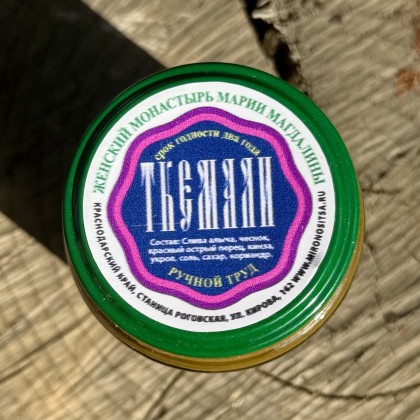 ЖЕНСКИЙ МОНАСТЫРЬ МАРИИ МАГДАЛИНЫ
срок годности два года
ТКЕМАЛИ
Состав: Слива алыча, чеснок,
красный острый перец, кинза,
укроп, соль, сахар, кориандр.
РУЧНОЙ ТРУД
КРАСНОДАРСКИЙ КРАЙ, СТАНИЦА РОГОВСКАЯ, УЛ. КИРОВА, 162 WWW.MIRONOSITSA.RU